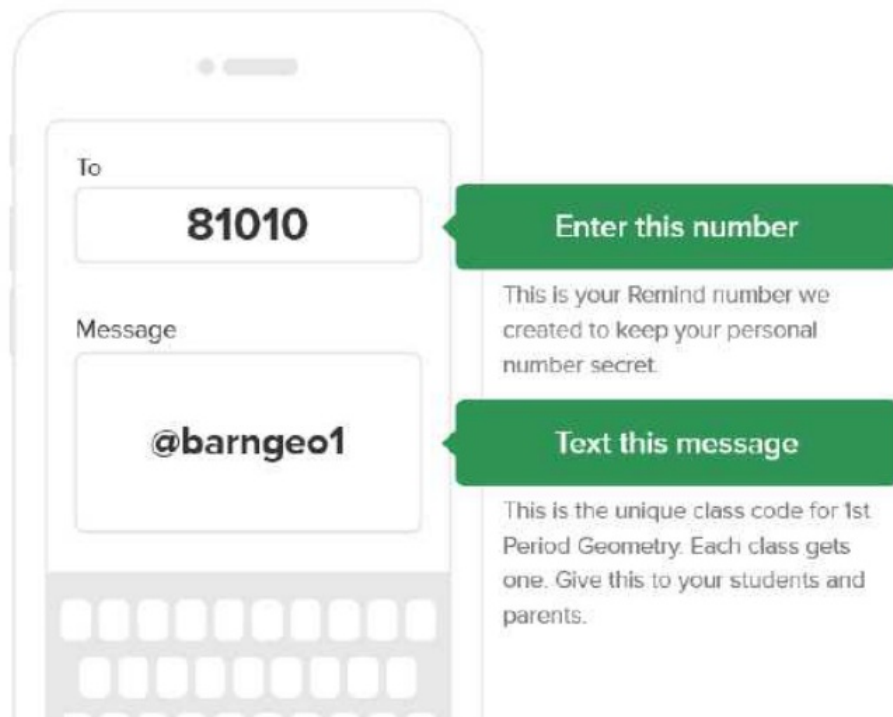 To
81010
Enter this number
This is your Remind number we
created to keep your personal
number secret.
Message
@barngeo1
Text this message
This is the unique class code for 1st
Period Geometry. Each class gets
one. Give this to your students and
parents.